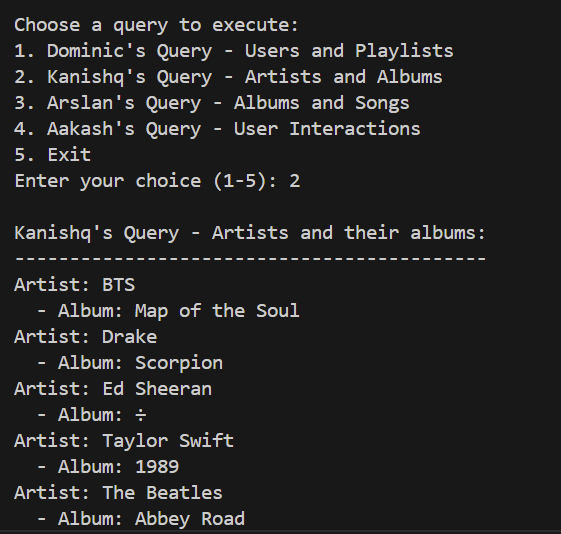 Choose a query to execute:
1. Dominic's Query - Users and Playlists
2. Kanishq's Query - Artists and Albums
3. Arslan's Query - Albums and Songs
4. Aakash's Query - User Interactions
5. Exit
Enter your choice (1-5): 2
Kanishq's Query - Artists and their albums:
-------------------------------------------
Artist: BTS
  - Album: Map of the Soul
Artist: Drake
  - Album: Scorpion
Artist: Ed Sheeran
  - Album: ÷
Artist: Taylor Swift
  - Album: 1989
Artist: The Beatles
  - Album: Abbey Road